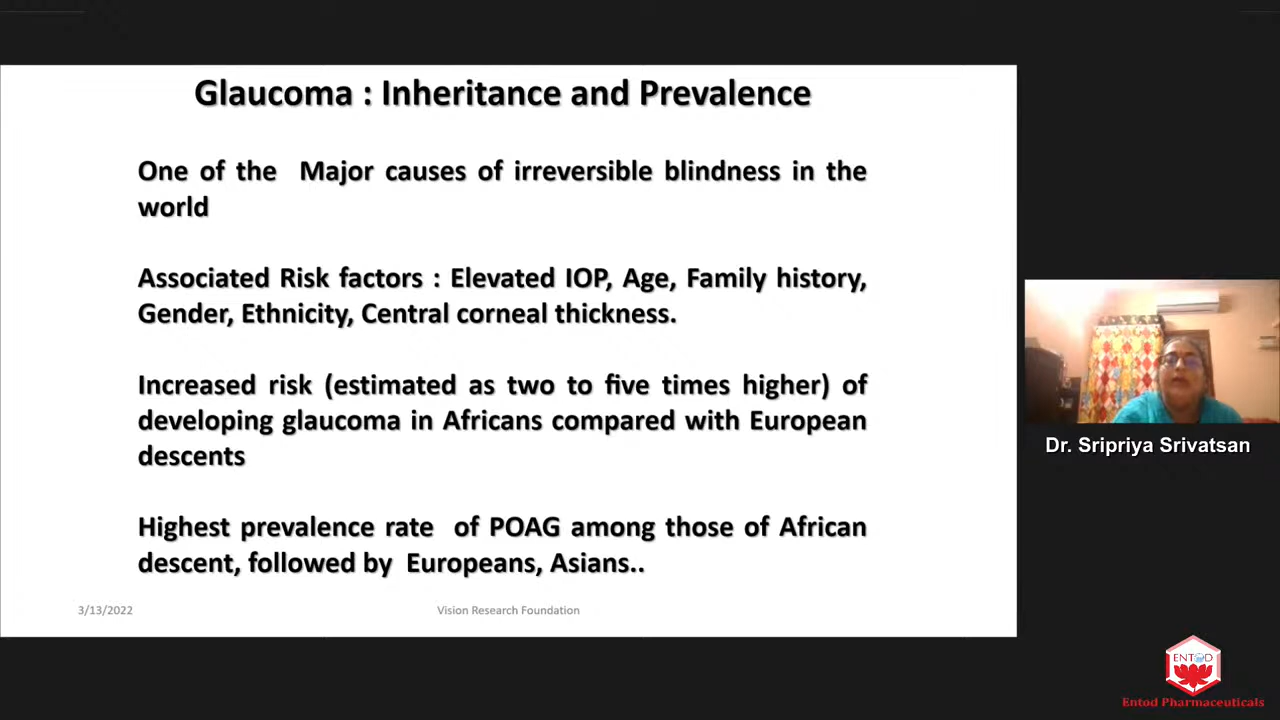 Glaucoma : Inheritance and Prevalence
One of the Major causes of irreversible blindness in the
world
Associated Risk factors : Elevated IOP, Age, Family history,
Gender, Ethnicity, Central corneal thickness.
Increased risk (estimated as two to five times higher) of
developing glaucoma in Africans compared with European
descents
Highest prevalence rate of POAG among those of African
descent, followed by Europeans, Asians..
3/13/2022
Vision Research Foundation
Dr. Sripriya Srivatsan
ENTOD
Entod Pharmaceuticals